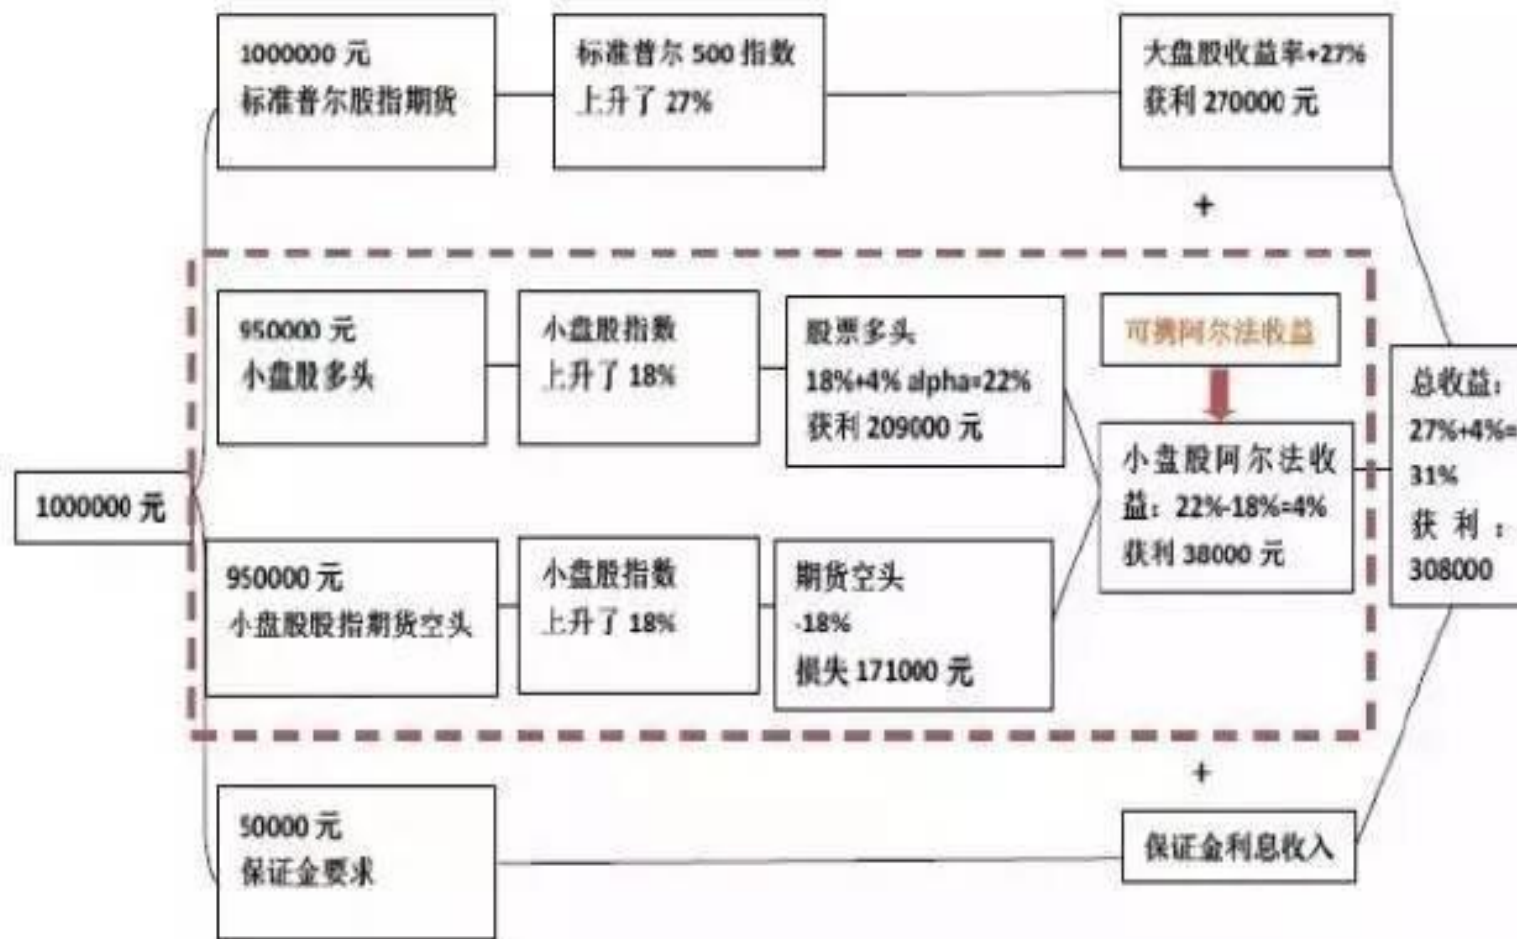 1000000 元
标准普尔股指期货
标准普尔 500 指数
上升了 27%
大盘股收益率+27%
获利 270000 元
+
950000 元
小盘股多头
小盘股指数
上升了 18%
股票多头
18%+4% alpha=22%
获利 209000 元
可携阿尔法收益
小盘股阿尔法收
益：22%-18%=4%
获利 38000 元
总收益：
27%+4%=
31%
获 利 ：
308000
1000000 元
950000 元
小盘股股指期货空头
小盘股指数
上升了 18%
期货空头
-18%
损失 171000 元
+
50000 元
保证金要求
保证金利息收入